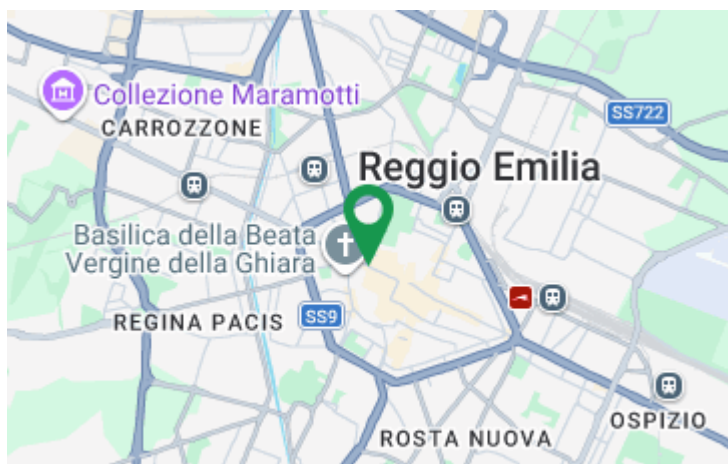 Collezione Maramotti
CARROZZONE
SS722
Reggio Emilia
Basilica della Beata
Vergine della Ghiara
REGINA PACIS
SS9
OSPIZIO
ROSTA NUOVA